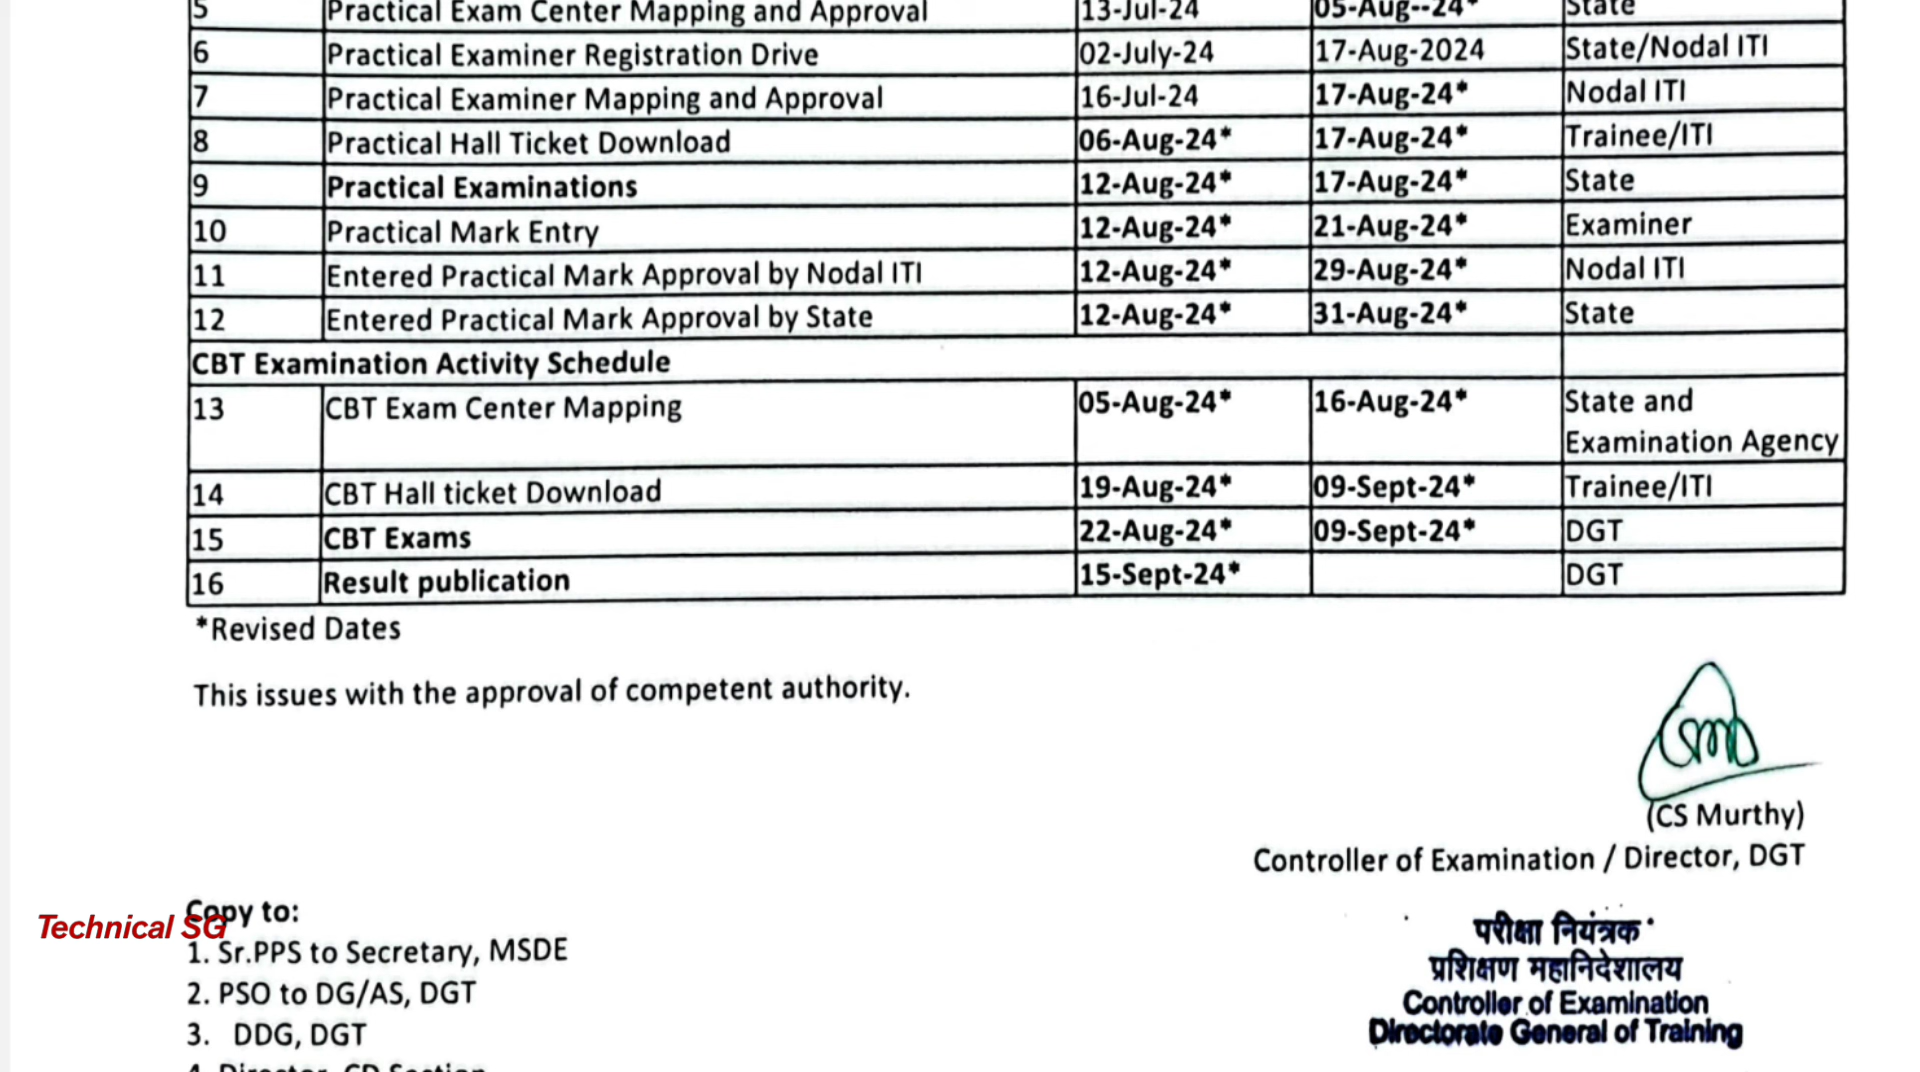 5 Practical Exam Center Mapping and Approval 13-Jul-24 05-Aug--24* State
6 Practical Examiner Registration Drive 02-July-24 17-Aug-2024 State/Nodal ITI
7 Practical Examiner Mapping and Approval 16-Jul-24 17-Aug-24* Nodal ITI
8 Practical Hall Ticket Download 06-Aug-24* 17-Aug-24* Trainee/ITI
9 Practical Examinations 12-Aug-24* 17-Aug-24* State
10 Practical Mark Entry 12-Aug-24* 21-Aug-24* Examiner
11 Entered Practical Mark Approval by Nodal ITI 12-Aug-24* 29-Aug-24* Nodal ITI
12 Entered Practical Mark Approval by State 12-Aug-24* 31-Aug-24* State
CBT Examination Activity Schedule
13 CBT Exam Center Mapping 05-Aug-24* 16-Aug-24* State and
Examination Agency
14 CBT Hall ticket Download 19-Aug-24* 09-Sept-24* Trainee/ITI
15 CBT Exams 22-Aug-24* 09-Sept-24* DGT
16 Result publication 15-Sept-24* DGT
*Revised Dates
This issues with the approval of competent authority.
(CS Murthy)
Controller of Examination / Director, DGT
Copy to:
Technical SG
1. Sr.PPS to Secretary, MSDE
2. PSO to DG/AS, DGT
3. DDG, DGT
4. Director, CD Section
परीक्षा नियंत्रक
प्रशिक्षण महानिदेशालय
Controller of Examination
Directorate General of Training